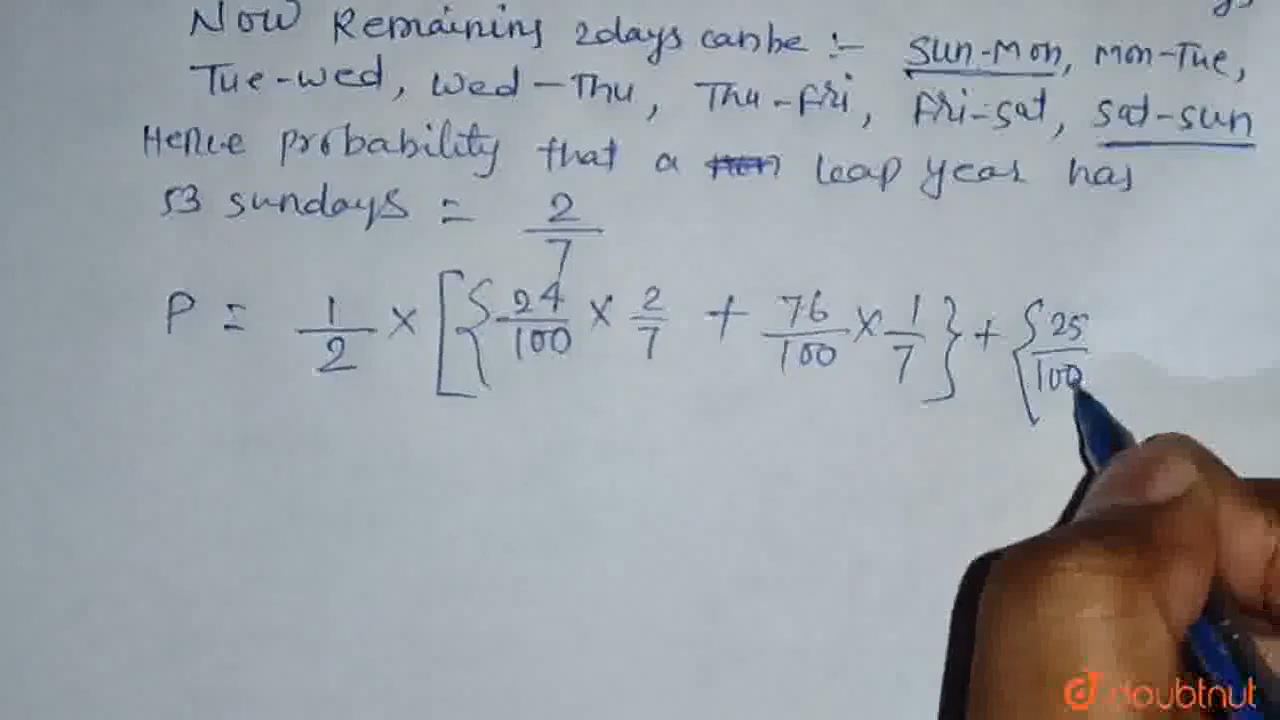 Now Remaining 2days can be :- Sun-Mon, Mon-Tue,
Tue-wed, Wed-Thu, Thu-Fri, Fri-sat, sat-sun
Hence probability that a leap year has
53 sundays = 2/7
P = 1/2 × [{24/100 × 2/7 + 76/100 × 1/7} + {25/100
doubtnut